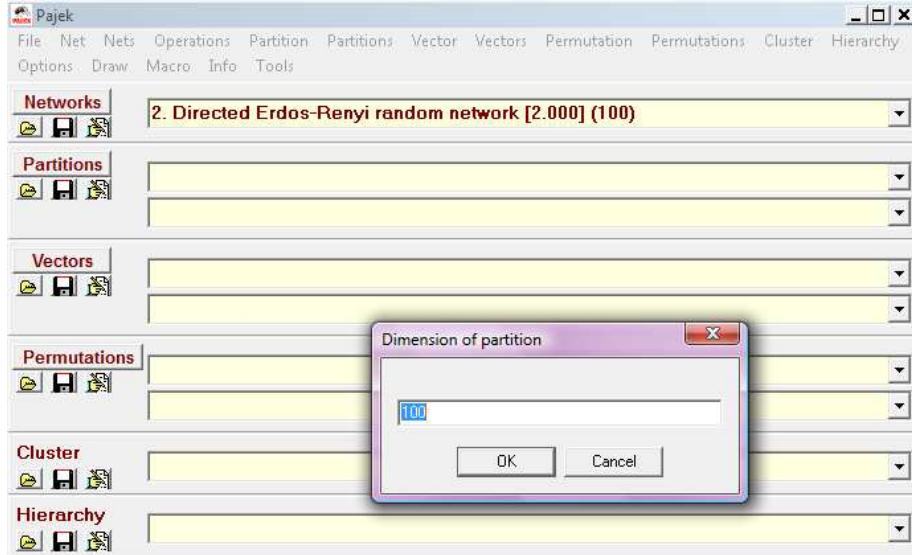 Pajek
File Net Nets Operations Partition Partitions Vector Vectors Permutation Permutations Cluster Hierarchy
Options Draw Macro Info Tools
Networks
2. Directed Erdos-Renyi random network [2.000] (100)
Partitions
Vectors
Dimension of partition
Permutations
100
OK Cancel
Cluster
Hierarchy